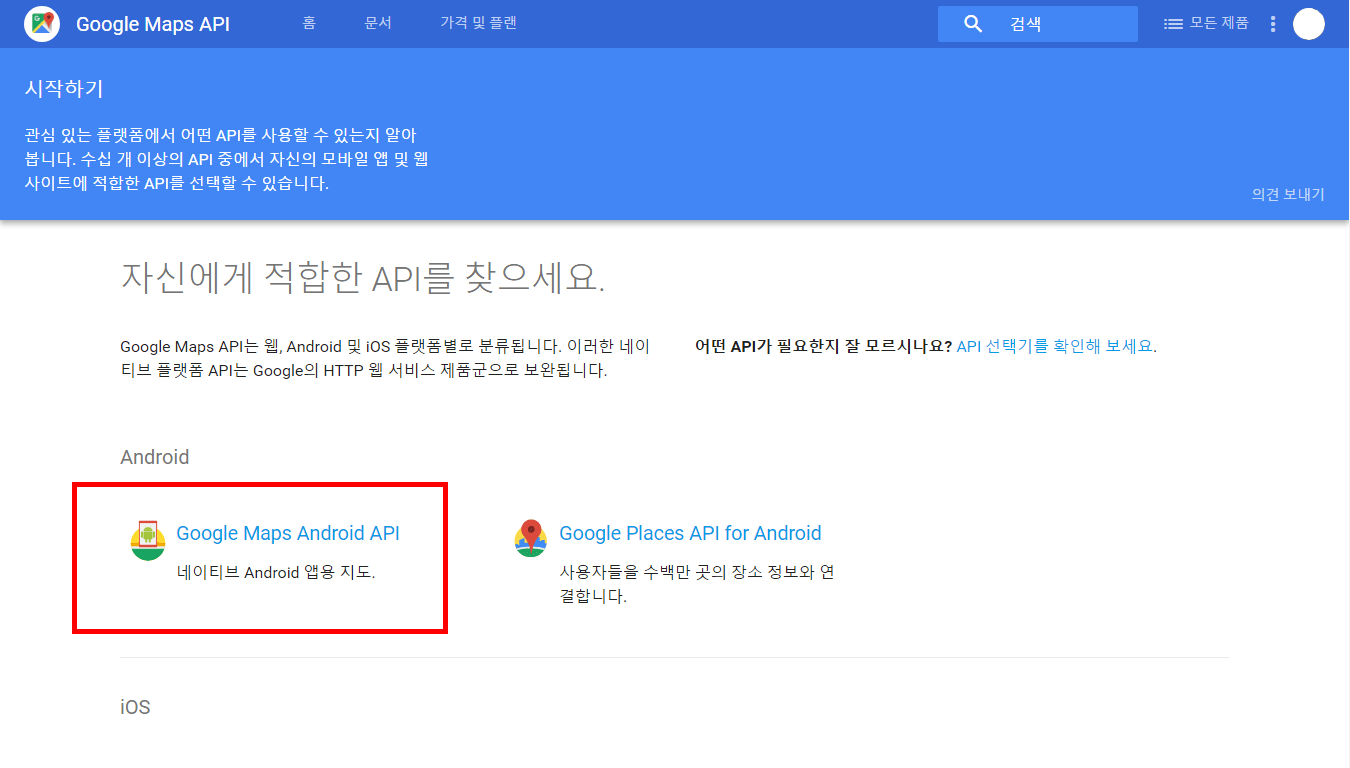 Google Maps API
홈
문서
가격 및 플랜
검색
모든 제품
시작하기
관심 있는 플랫폼에서 어떤 API를 사용할 수 있는지 알아
봅니다. 수십 개 이상의 API 중에서 자신의 모바일 앱 및 웹
사이트에 적합한 API를 선택할 수 있습니다.
의견 보내기
자신에게 적합한 API를 찾으세요.
Google Maps API는 웹, Android 및 iOS 플랫폼별로 분류됩니다. 이러한 네이
티브 플랫폼 API는 Google의 HTTP 웹 서비스 제품군으로 보완됩니다.
어떤 API가 필요한지 잘 모르시나요? API 선택기를 확인해 보세요.
Android
Google Maps Android API
네이티브 Android 앱용 지도.
Google Places API for Android
사용자들을 수백만 곳의 장소 정보와 연
결합니다.
iOS